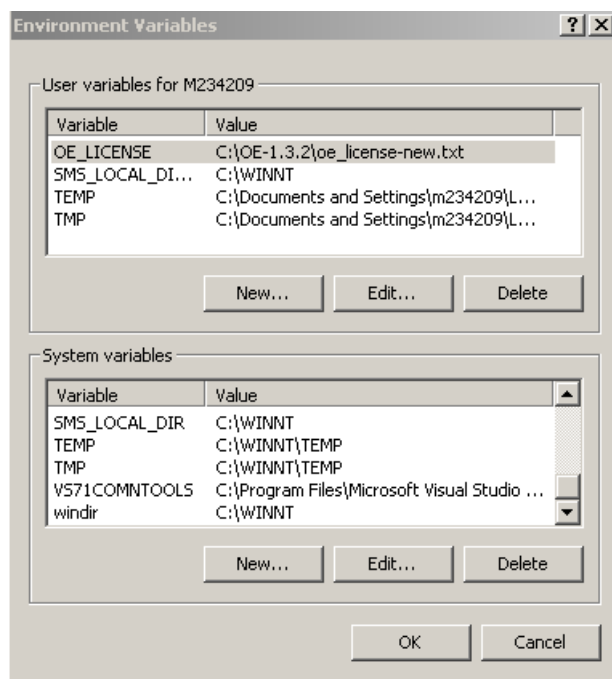 Environment Variables
User variables for M234209
Variable Value
OE_LICENSE C:\OE-1.3.2\oe_license-new.txt
SMS_LOCAL_DI... C:\WINNT
TEMP C:\Documents and Settings\m234209\L...
TMP C:\Documents and Settings\m234209\L...
New... Edit... Delete
System variables
Variable Value
SMS_LOCAL_DIR C:\WINNT
TEMP C:\WINNT\TEMP
TMP C:\WINNT\TEMP
VS71COMNTOOLS C:\Program Files\Microsoft Visual Studio ...
windir C:\WINNT
New... Edit... Delete
OK Cancel